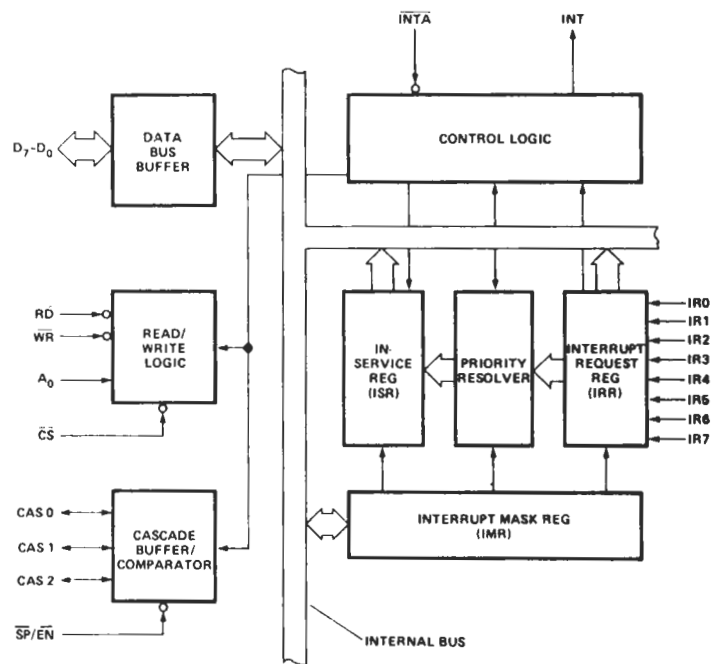 INTA
INT
DATA
BUS
BUFFER
D7-D0
CONTROL LOGIC
RD
WR
A0
CS
READ/
WRITE
LOGIC
IN-
SERVICE
REG
(ISR)
PRIORITY
RESOLVER
INTERRUPT
REQUEST
REG
(IRR)
IR0
IR1
IR2
IR3
IR4
IR5
IR6
IR7
CAS 0
CAS 1
CAS 2
SP/EN
CASCADE
BUFFER/
COMPARATOR
INTERRUPT MASK REG
(IMR)
INTERNAL BUS